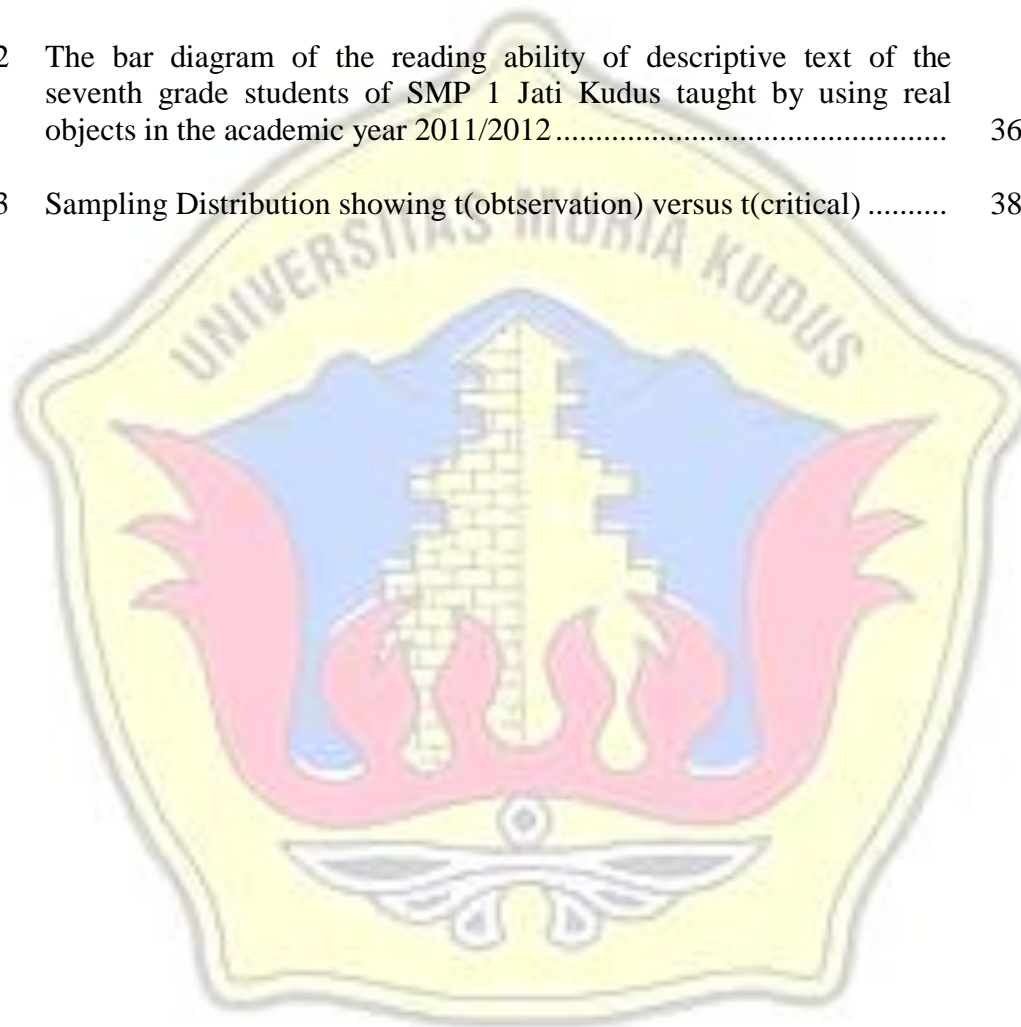 2 The bar diagram of the reading ability of descriptive text of the
seventh grade students of SMP 1 Jati Kudus taught by using real
objects in the academic year 2011/2012 ............................................ 36
3 Sampling Distribution showing t(obtservation) versus t(critical) .......... 38
UNIVERSITAS MURIA KUDUS